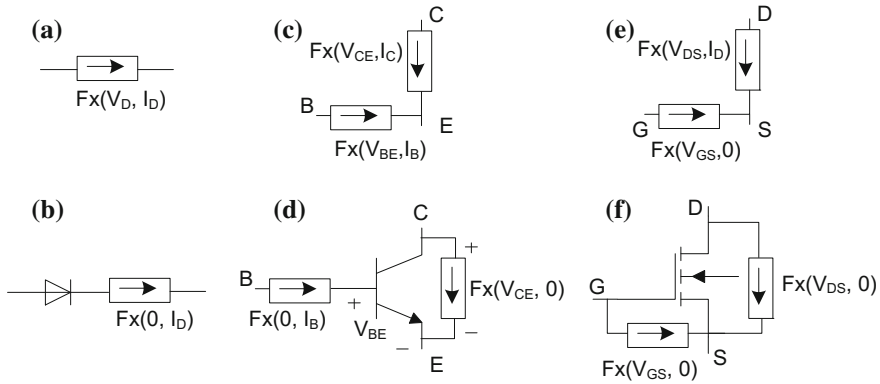 (a)
Fx(V_D, I_D)
(c)
C
Fx(V_CE,I_C)
B
E
Fx(V_BE,I_B)
(e)
D
Fx(V_DS,I_D)
G
S
Fx(V_GS,0)
(b)
Fx(0, I_D)
(d)
C
B
+
Fx(V_CE, 0)
Fx(0, I_B)
+
V_BE
–
–
E
(f)
D
G
Fx(V_DS, 0)
S
Fx(V_GS, 0)